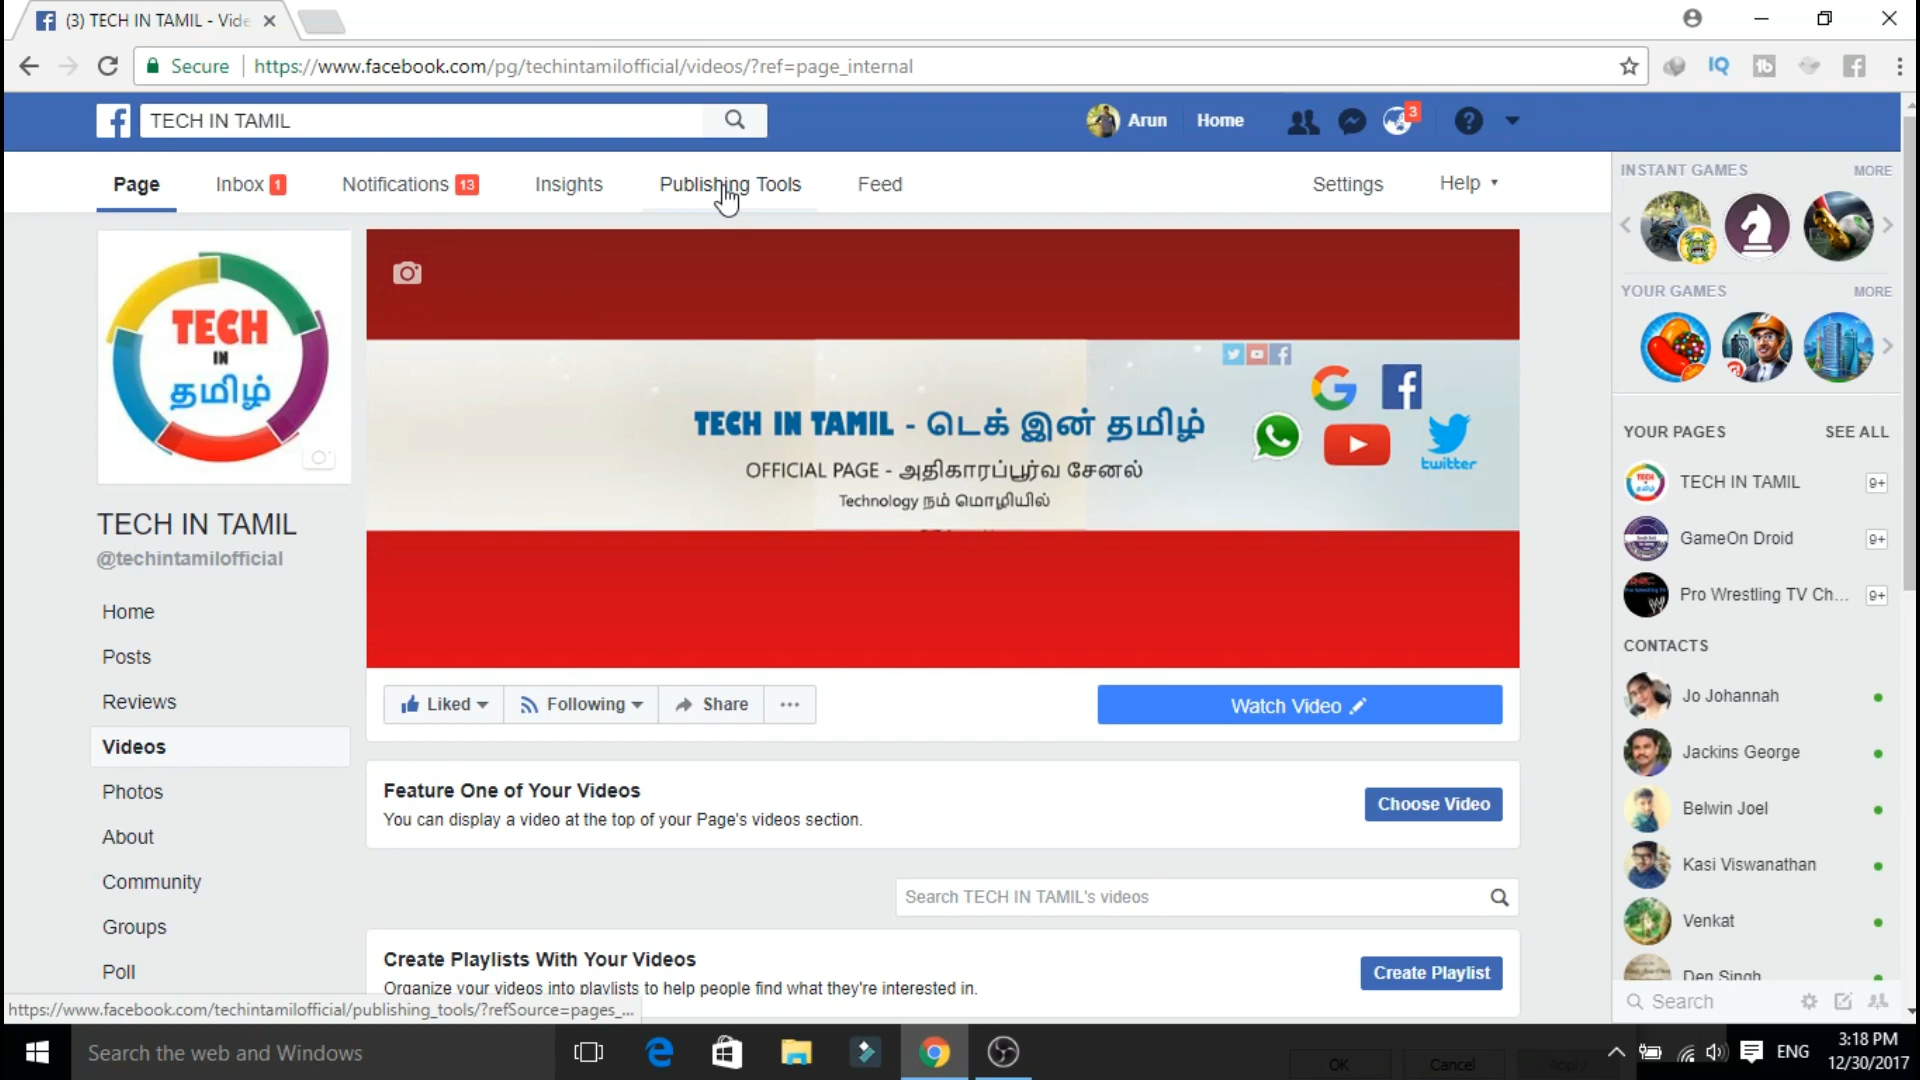 (3) TECH IN TAMIL - Vide
Secure
https://www.facebook.com/pg/techintamilofficial/videos/?ref=page_internal
IQ
TECH IN TAMIL
Arun
Home
3
Page
Inbox 1
Notifications 13
Insights
Publishing Tools
Feed
Settings
Help
INSTANT GAMES
MORE
YOUR GAMES
MORE
TECH
IN
தமிழ்
TECH IN TAMIL - டெக் இன் தமிழ்
OFFICIAL PAGE - அதிகாரப்பூர்வ சேனல்
Technology நம் மொழியில்
twitter
TECH IN TAMIL
@techintamilofficial
Home
Posts
Reviews
Videos
Photos
About
Community
Groups
Poll
Liked
Following
Share
Watch Video
Feature One of Your Videos
You can display a video at the top of your Page's videos section.
Choose Video
Search TECH IN TAMIL's videos
Create Playlists With Your Videos
Organize your videos into playlists to help people find what they're interested in.
Create Playlist
YOUR PAGES
SEE ALL
TECH IN TAMIL
9+
GameOn Droid
9+
Pro Wrestling TV Ch...
9+
CONTACTS
Jo Johannah
Jackins George
Belwin Joel
Kasi Viswanathan
Venkat
Den Singh
Search
https://www.facebook.com/techintamilofficial/publishing_tools/?refSource=pages_...
Search the web and Windows
OK
Cancel
Apply
ENG
3:18 PM
12/30/2017